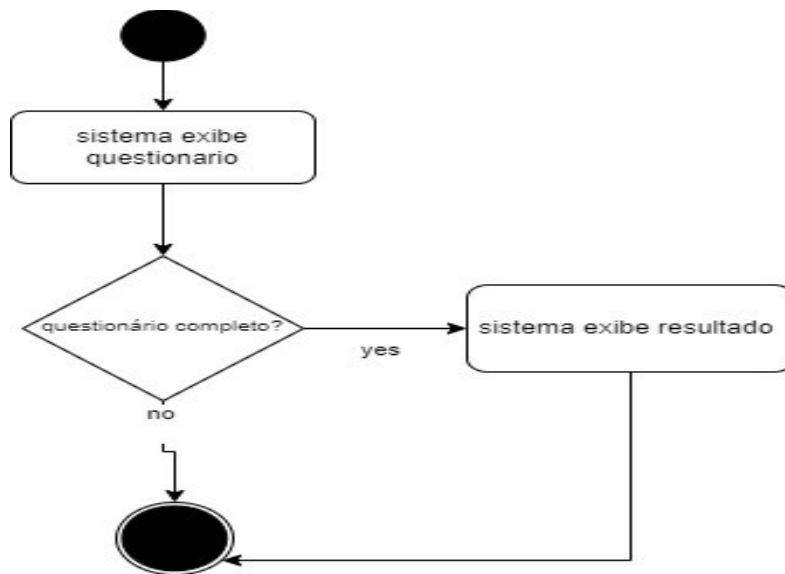 sistema exibe
questionario
questionário completo?
yes
sistema exibe resultado
no